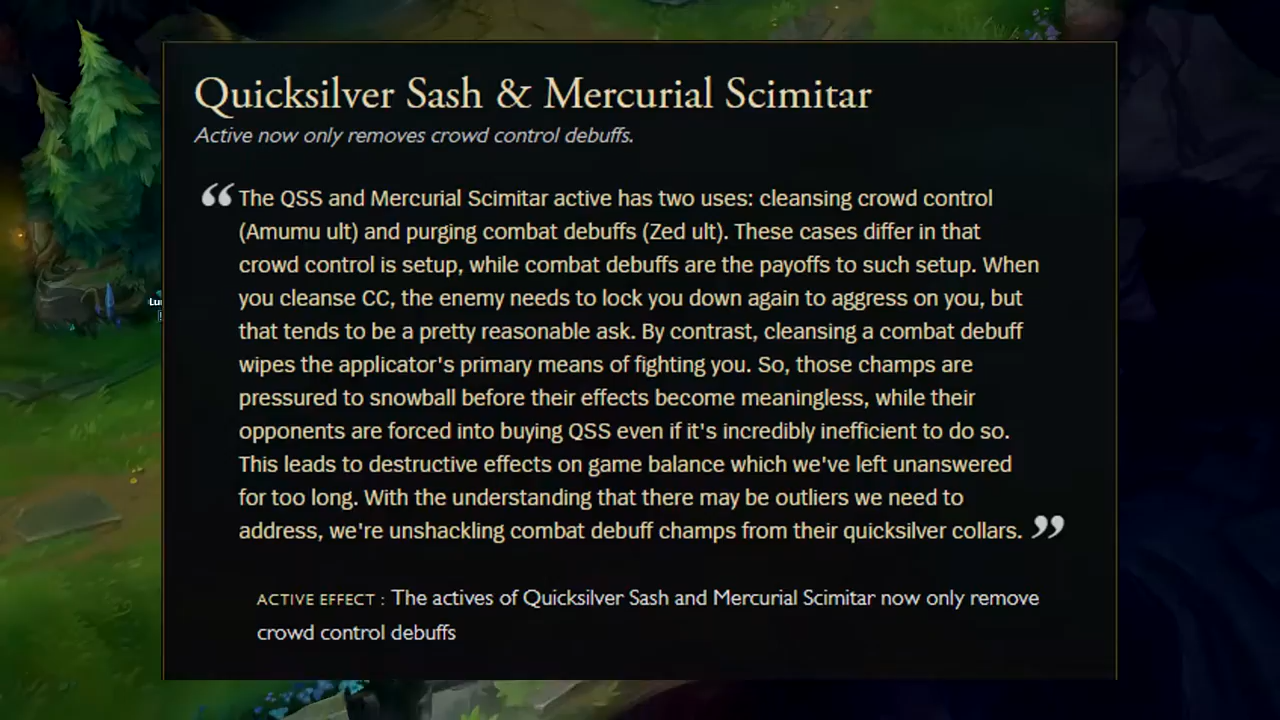 Quicksilver Sash & Mercurial Scimitar
Active now only removes crowd control debuffs.
“ The QSS and Mercurial Scimitar active has two uses: cleansing crowd control
(Amumu ult) and purging combat debuffs (Zed ult). These cases differ in that
crowd control is setup, while combat debuffs are the payoffs to such setup. When
you cleanse CC, the enemy needs to lock you down again to aggress on you, but
that tends to be a pretty reasonable ask. By contrast, cleansing a combat debuff
wipes the applicator's primary means of fighting you. So, those champs are
pressured to snowball before their effects become meaningless, while their
opponents are forced into buying QSS even if it's incredibly inefficient to do so.
This leads to destructive effects on game balance which we've left unanswered
for too long. With the understanding that there may be outliers we need to
address, we're unshackling combat debuff champs from their quicksilver collars. ”
ACTIVE EFFECT : The actives of Quicksilver Sash and Mercurial Scimitar now only remove
crowd control debuffs